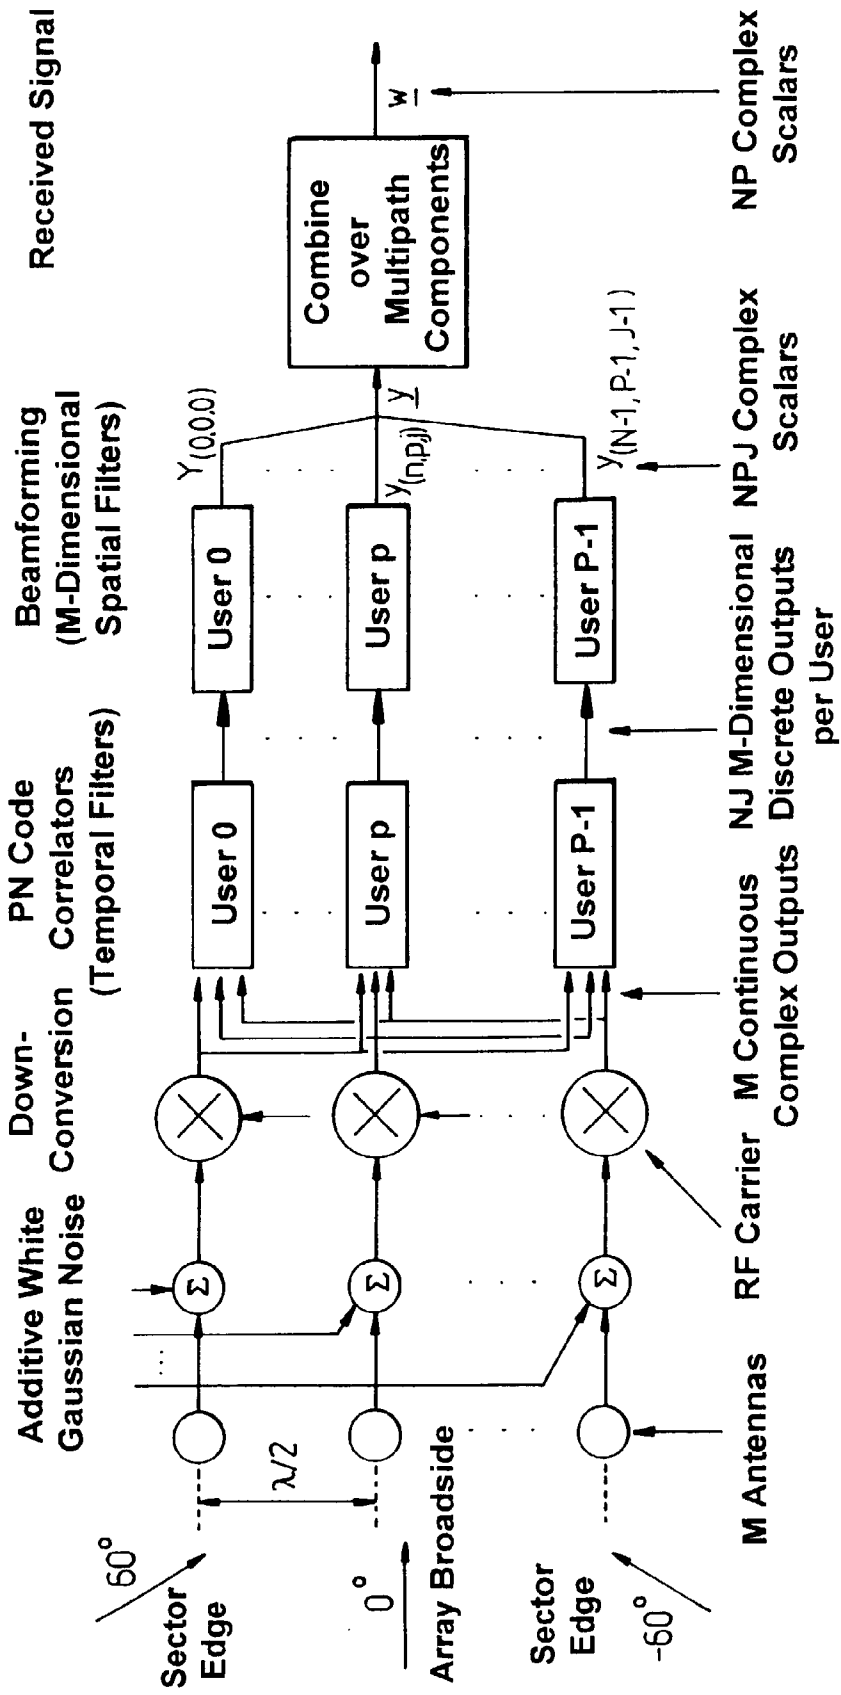 Additive White
Gaussian Noise
Down-
Conversion
PN Code
Correlators
(Temporal Filters)
Beamforming
(M-Dimensional
Spatial Filters)
Received Signal
60°
Sector
Edge
λ/2
0°
Array Broadside
Sector
Edge
-60°
Σ
Σ
Σ
User 0
User p
User P-1
User 0
User p
User P-1
Y(0,0,0)
y(n,p,j)
y
y(N-1, P-1, J-1)
Combine
over
Multipath
Components
w
M Antennas
RF Carrier
M Continuous
Complex Outputs
NJ M-Dimensional
Discrete Outputs
per User
NPJ Complex
Scalars
NP Complex
Scalars